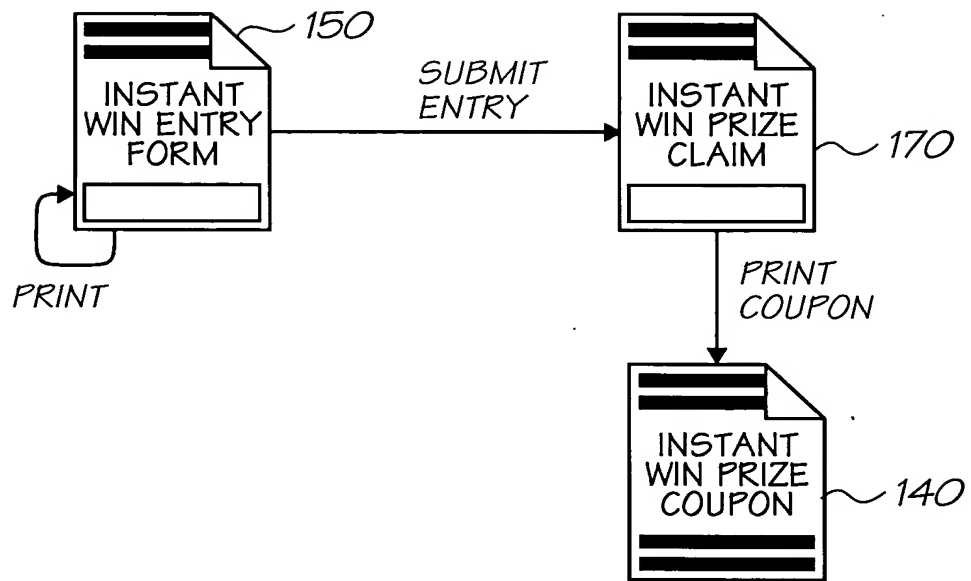 150
INSTANT
WIN ENTRY
FORM
PRINT
SUBMIT
ENTRY
INSTANT
WIN PRIZE
CLAIM
170
PRINT
COUPON
INSTANT
WIN PRIZE
COUPON
140